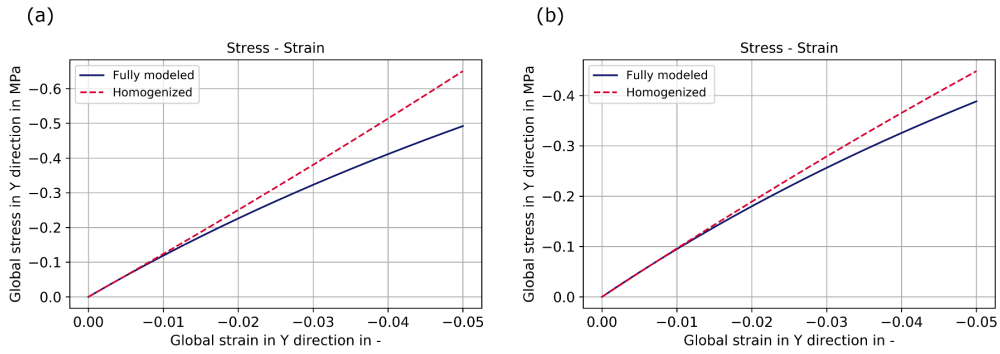 (a)
Stress - Strain
Fully modeled
Homogenized
Global stress in Y direction in MPa
−0.6
−0.5
−0.4
−0.3
−0.2
−0.1
0.0
0.00 −0.01 −0.02 −0.03 −0.04 −0.05
Global strain in Y direction in -
(b)
Stress - Strain
Fully modeled
Homogenized
Global stress in Y direction in MPa
−0.4
−0.3
−0.2
−0.1
0.0
0.00 −0.01 −0.02 −0.03 −0.04 −0.05
Global strain in Y direction in -